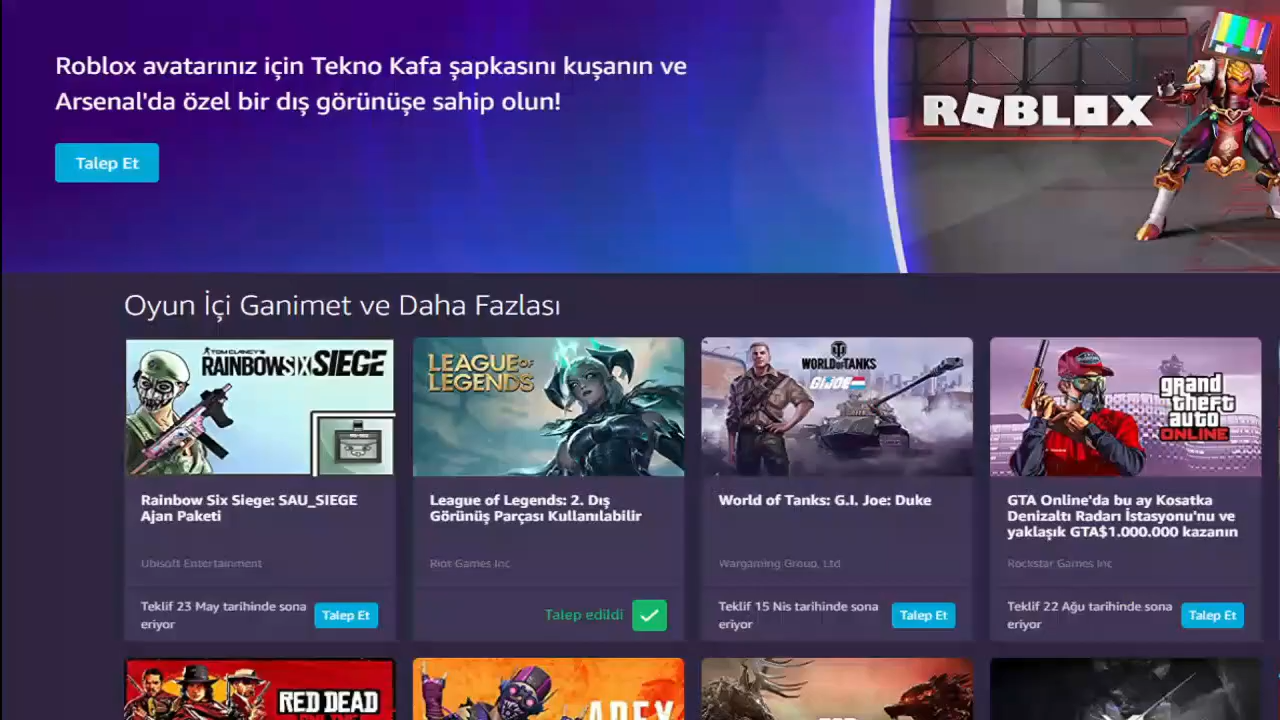 Roblox avatarınız için Tekno Kafa şapkasını kuşanın ve
Arsenal'da özel bir dış görünüşe sahip olun!
Talep Et
ROBLOX
Oyun İçi Ganimet ve Daha Fazlası
TOM CLANCY'S
RAINBOWSIX SIEGE
LEAGUE OF
LEGENDS
WORLD OF TANKS
G.I. JOE
grand
theft
auto
ONLINE
Rainbow Six Siege: SAU_SIEGE
Ajan Paketi
League of Legends: 2. Dış
Görünüş Parçası Kullanılabilir
World of Tanks: G.I. Joe: Duke
GTA Online'da bu ay Kosatka
Denizaltı Radarı İstasyonu'nu ve
yaklaşık GTA$1.000.000 kazanın
Ubisoft Entertainment
Riot Games Inc
Wargaming Group, Ltd
Rockstar Games Inc
Teklif 23 May tarihinde sona
eriyor
Talep Et
Talep edildi
Teklif 15 Nis tarihinde sona
eriyor
Talep Et
Teklif 22 Ağu tarihinde sona
eriyor
Talep Et
RED DEAD
ONLINE
APEX